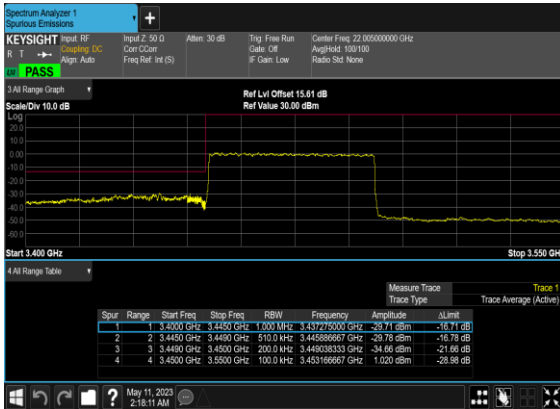 Spectrum Analyzer 1
Spurious Emissions
+
KEYSIGHT Input: RF Input Z: 50 Ω Atten: 30 dB Trig: Free Run Center Freq: 22.005000000 GHz
R T Coupling: DC Corr CCorr Gate: Off Avg|Hold: 100/100
Align: Auto Freq Ref: Int (S) IF Gain: Low Radio Std: None
LXI PASS
3 All Range Graph
Ref Lvl Offset 15.61 dB
Scale/Div 10.0 dB Ref Value 30.00 dBm
Log
20.0
10.0
0.00
-10.0
-20.0
-30.0
-40.0
-50.0
-60.0
Start 3.400 GHz Stop 3.550 GH
4 All Range Table
Measure Trace Trace 1
Trace Type Trace Average (Active)
Spur Range Start Freq Stop Freq RBW Frequency Amplitude ΔLimit
1 1 3.4000 GHz 3.4450 GHz 1.000 MHz 3.437275000 GHz -29.71 dBm -16.71 dB
2 2 3.4450 GHz 3.4490 GHz 510.0 kHz 3.445886667 GHz -29.78 dBm -16.78 dB
3 3 3.4490 GHz 3.4500 GHz 200.0 kHz 3.449038333 GHz -34.66 dBm -21.66 dB
4 4 3.4500 GHz 3.5500 GHz 100.0 kHz 3.453166667 GHz 1.020 dBm -28.98 dB
? May 11, 2023
2:18:11 AM